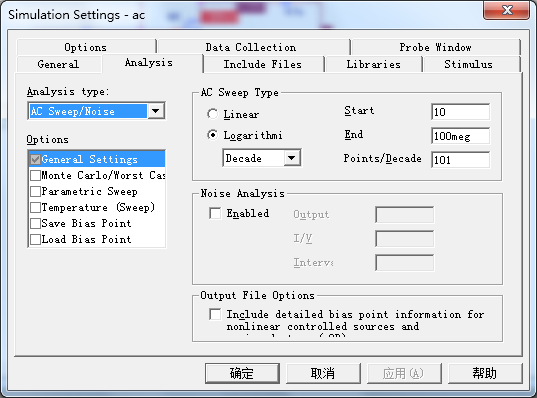 Simulation Settings - ac
Options
Data Collection
Probe Window
General
Analysis
Include Files
Libraries
Stimulus
Analysis type:
AC Sweep/Noise
Options
General Settings
Monte Carlo/Worst Cas
Parametric Sweep
Temperature (Sweep)
Save Bias Point
Load Bias Point
AC Sweep Type
Linear
Logarithmi
Decade
Start 10
End 100meg
Points/Decade 101
Noise Analysis
Enabled
Output
I/V
Interva
Output File Options
Include detailed bias point information for
nonlinear controlled sources and
确定
取消
应用(A)
帮助